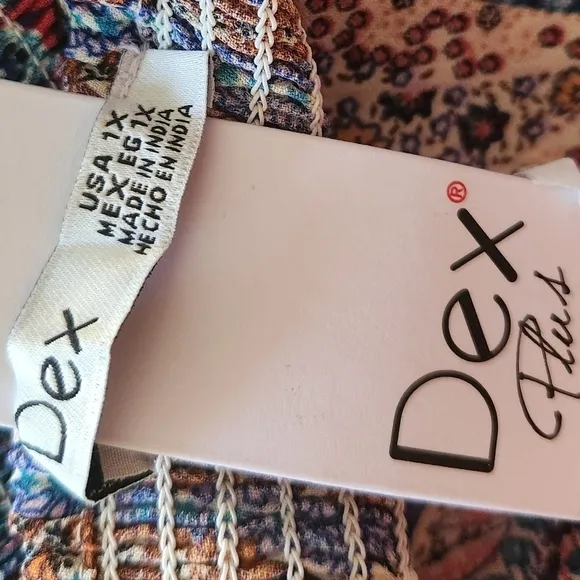 Dex
USA 1X
MEX EG 1X
MADE IN INDIA
HECHO EN INDIA
Dex®
Plus